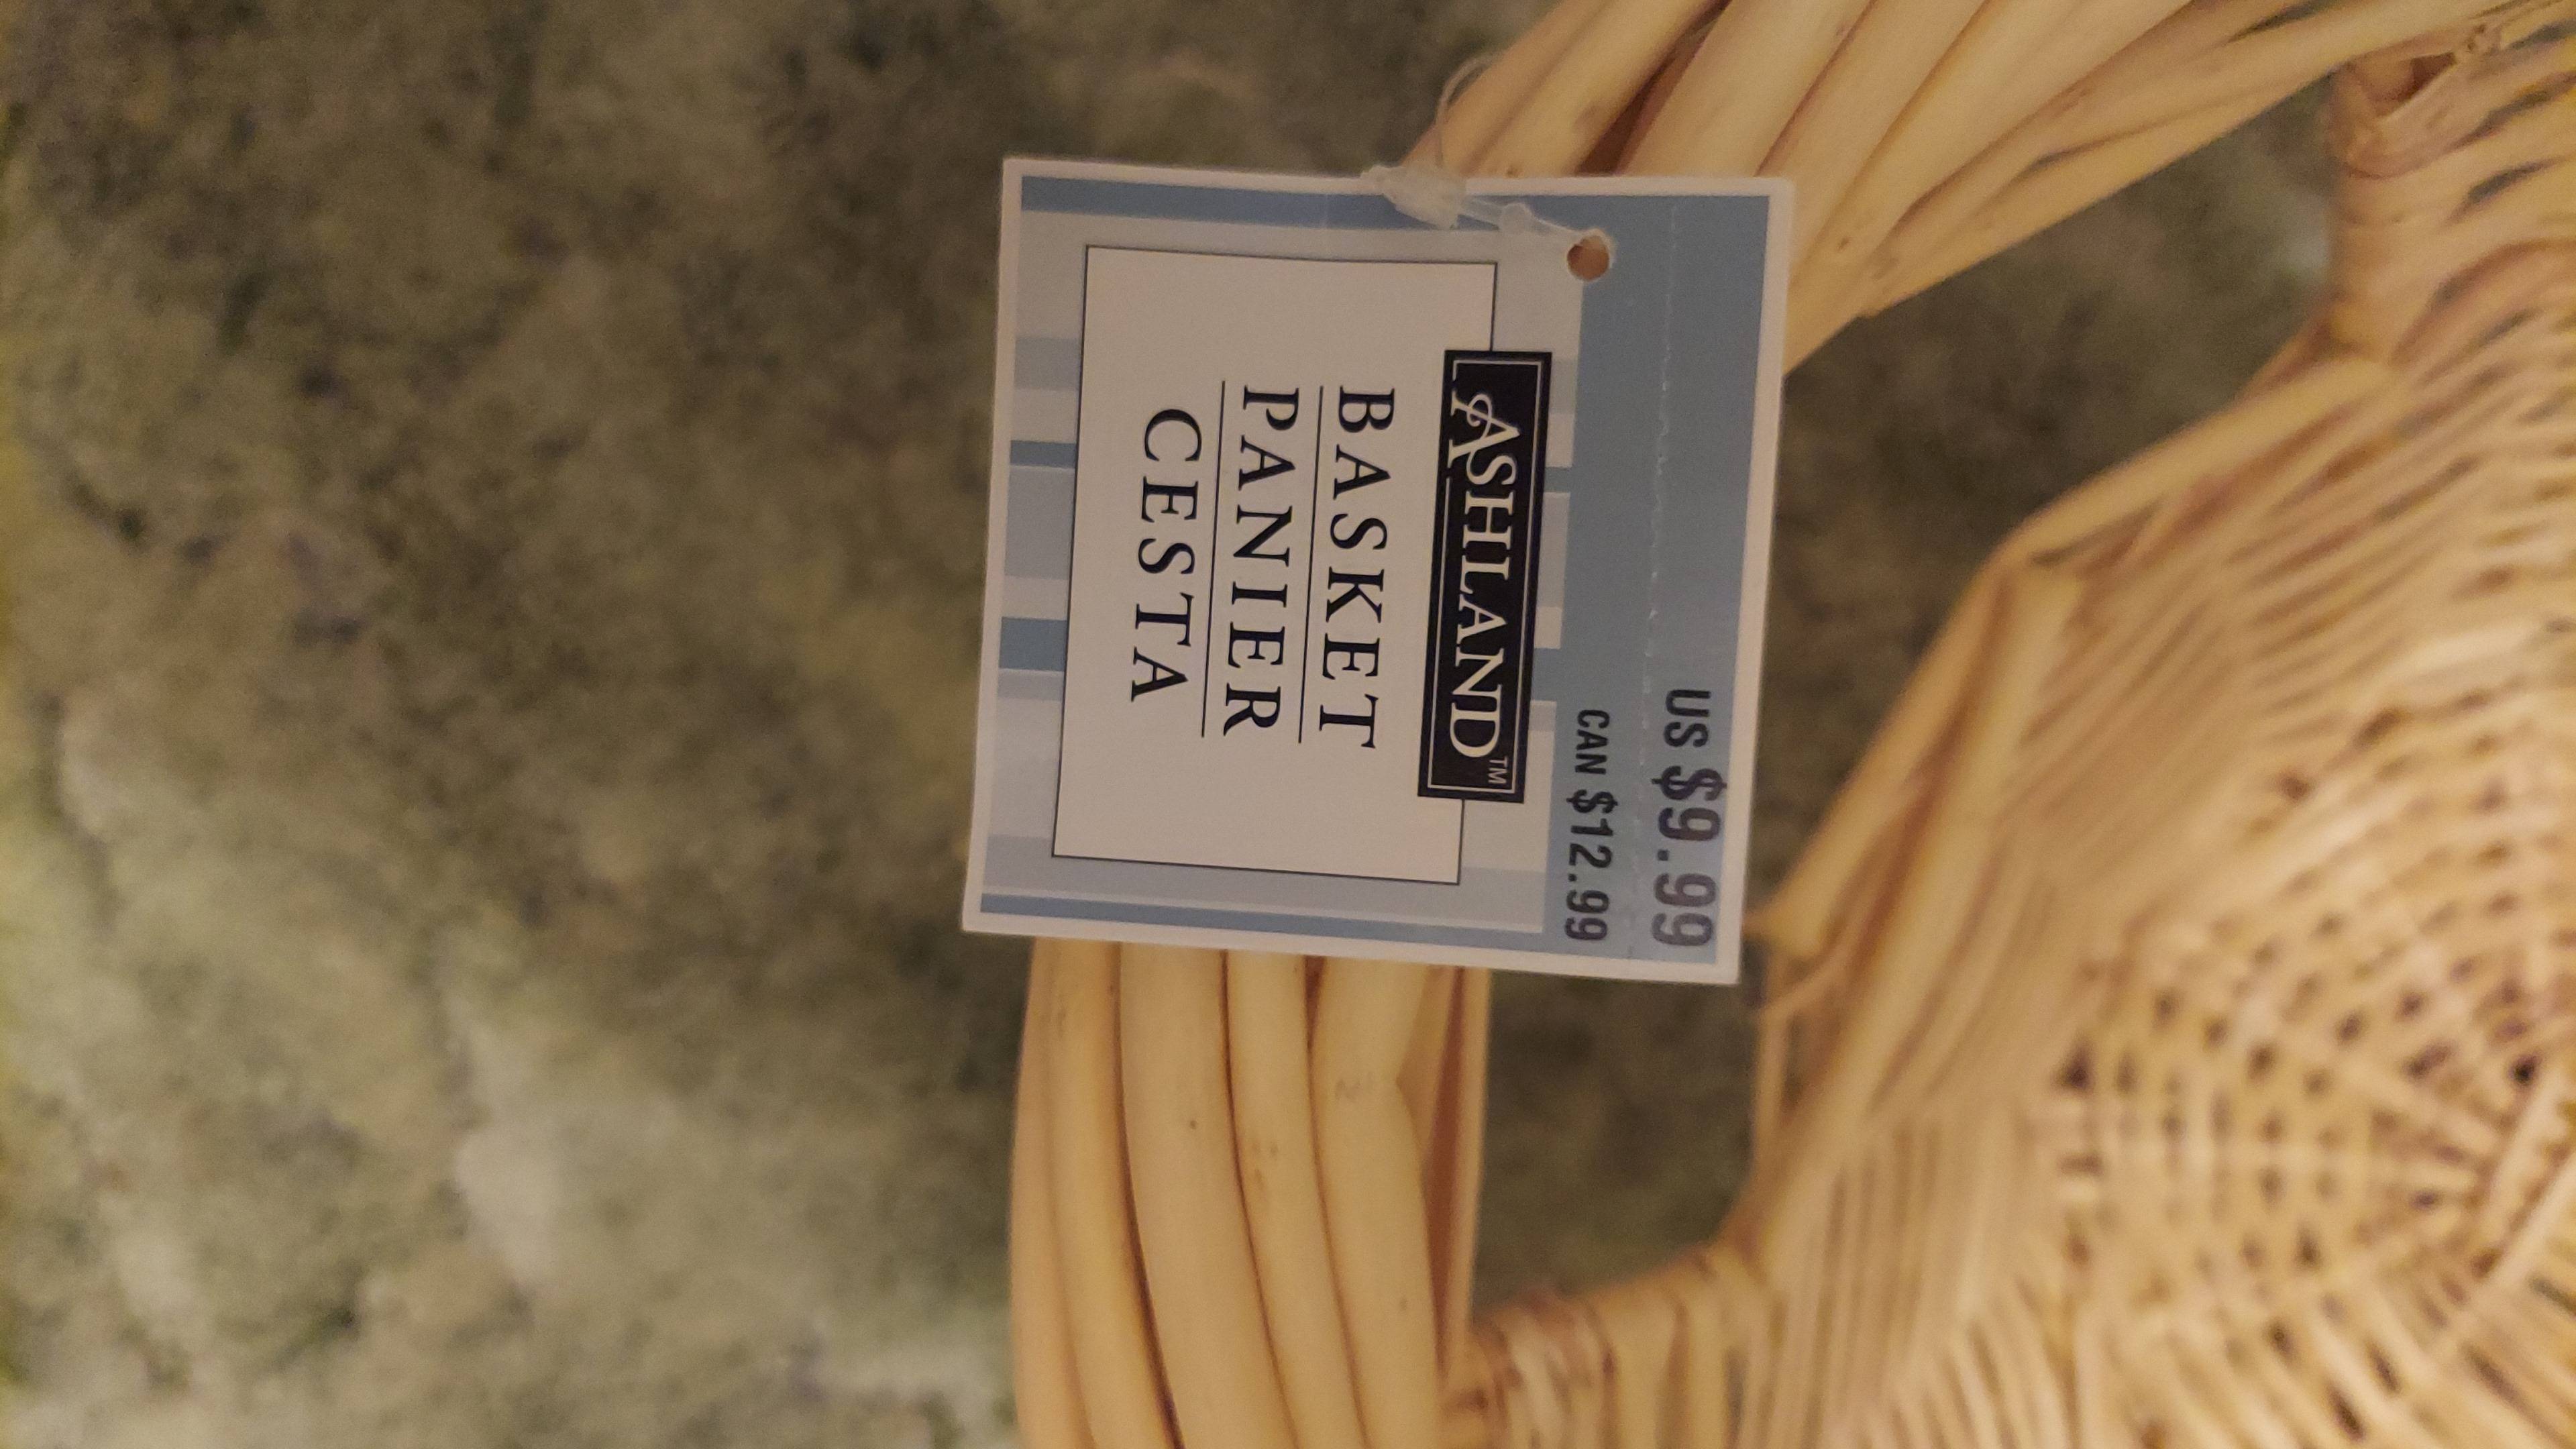 US $9.99
CAN $12.99
ASHLAND™
BASKET
PANIER
CESTA